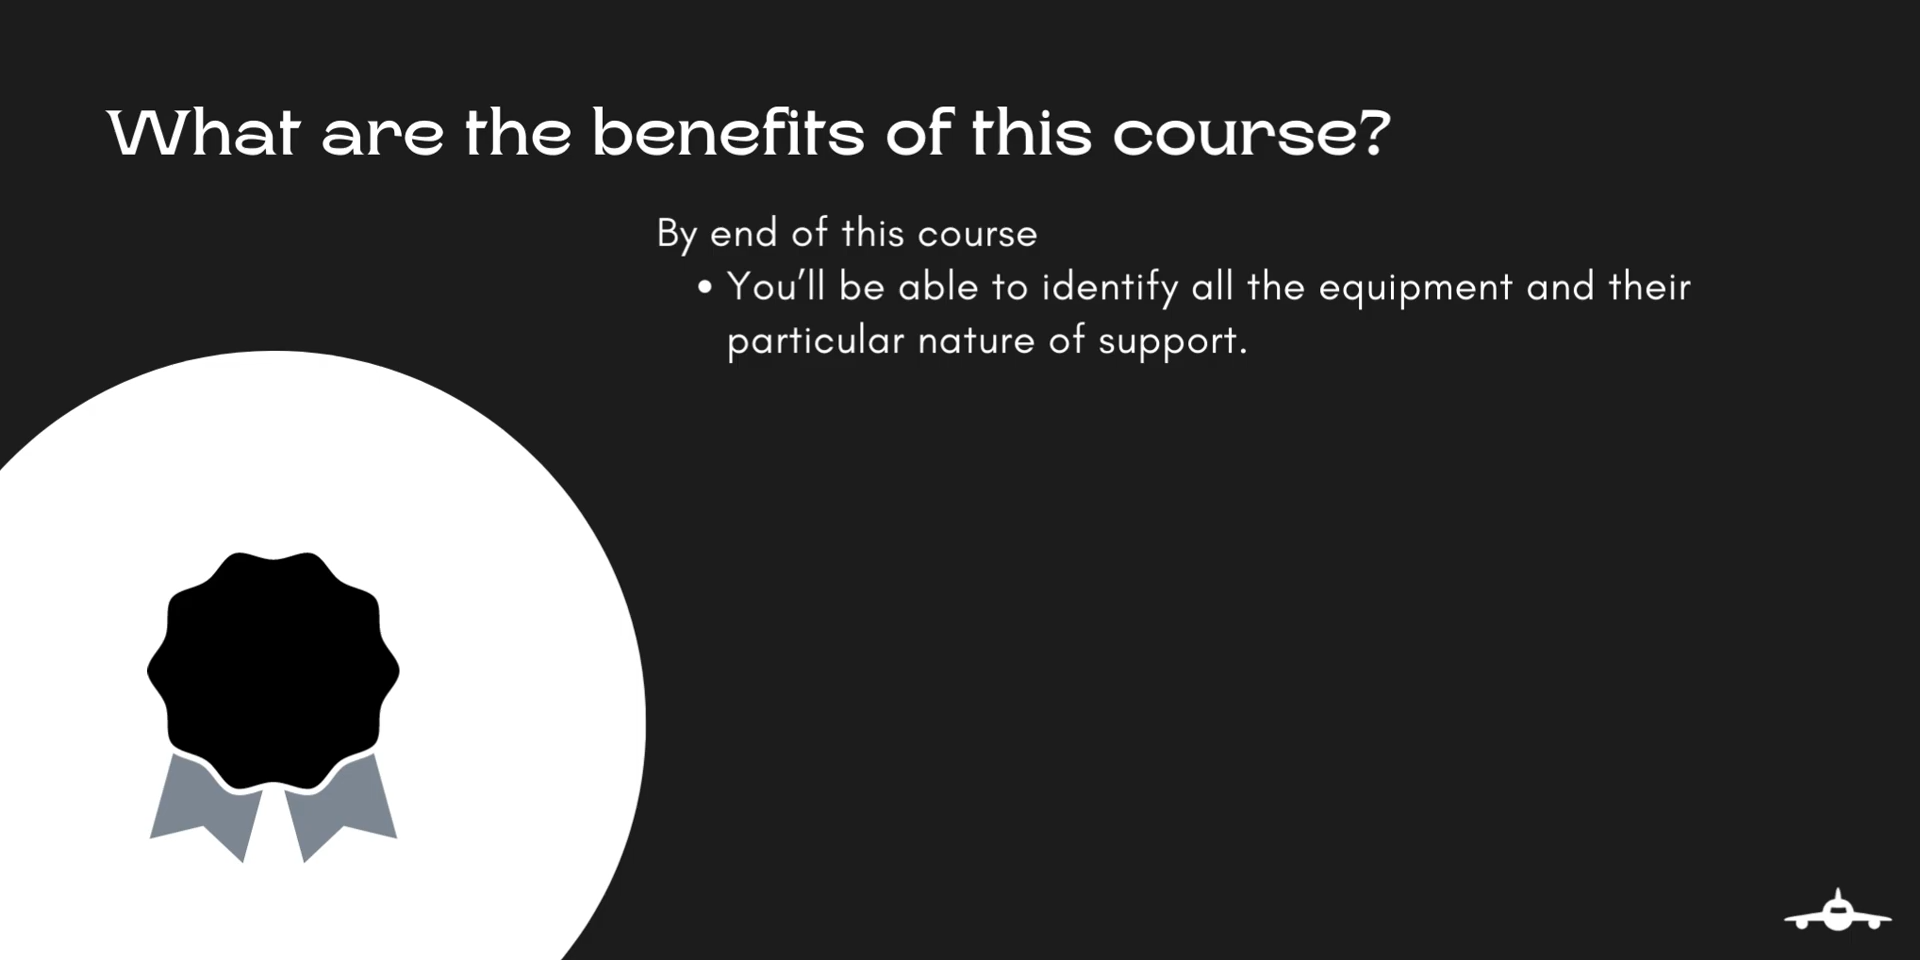 What are the benefits of this course?
By end of this course
• You’ll be able to identify all the equipment and their
particular nature of support.